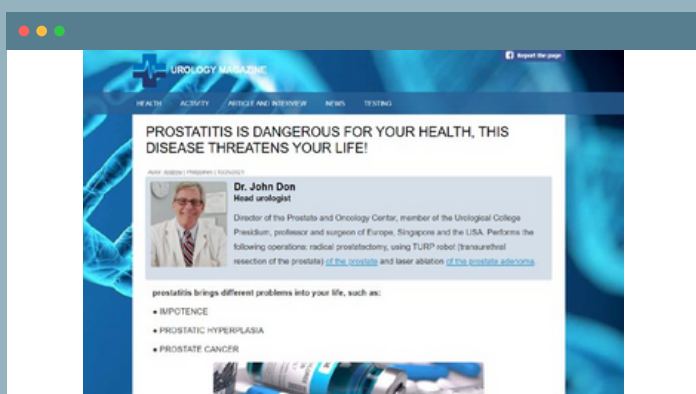 Report the page
UROLOGY MAGAZINE
HEALTH ACTIVITY ARTICLE AND INTERVIEW NEWS TESTING
PROSTATITIS IS DANGEROUS FOR YOUR HEALTH, THIS
DISEASE THREATENS YOUR LIFE!
Dr. John Don
Head urologist
Director of the Prostate and Oncology Center, member of the Urological College
Presidium, professor and surgeon of Europe, Singapore and the USA. Performs the
following operations: radical prostatectomy, using TURP robot (transurethral
resection of the prostate) of the prostate and laser ablation of the prostate adenoma.
prostatitis brings different problems into your life, such as:
• IMPOTENCE
• PROSTATIC HYPERPLASIA
• PROSTATE CANCER